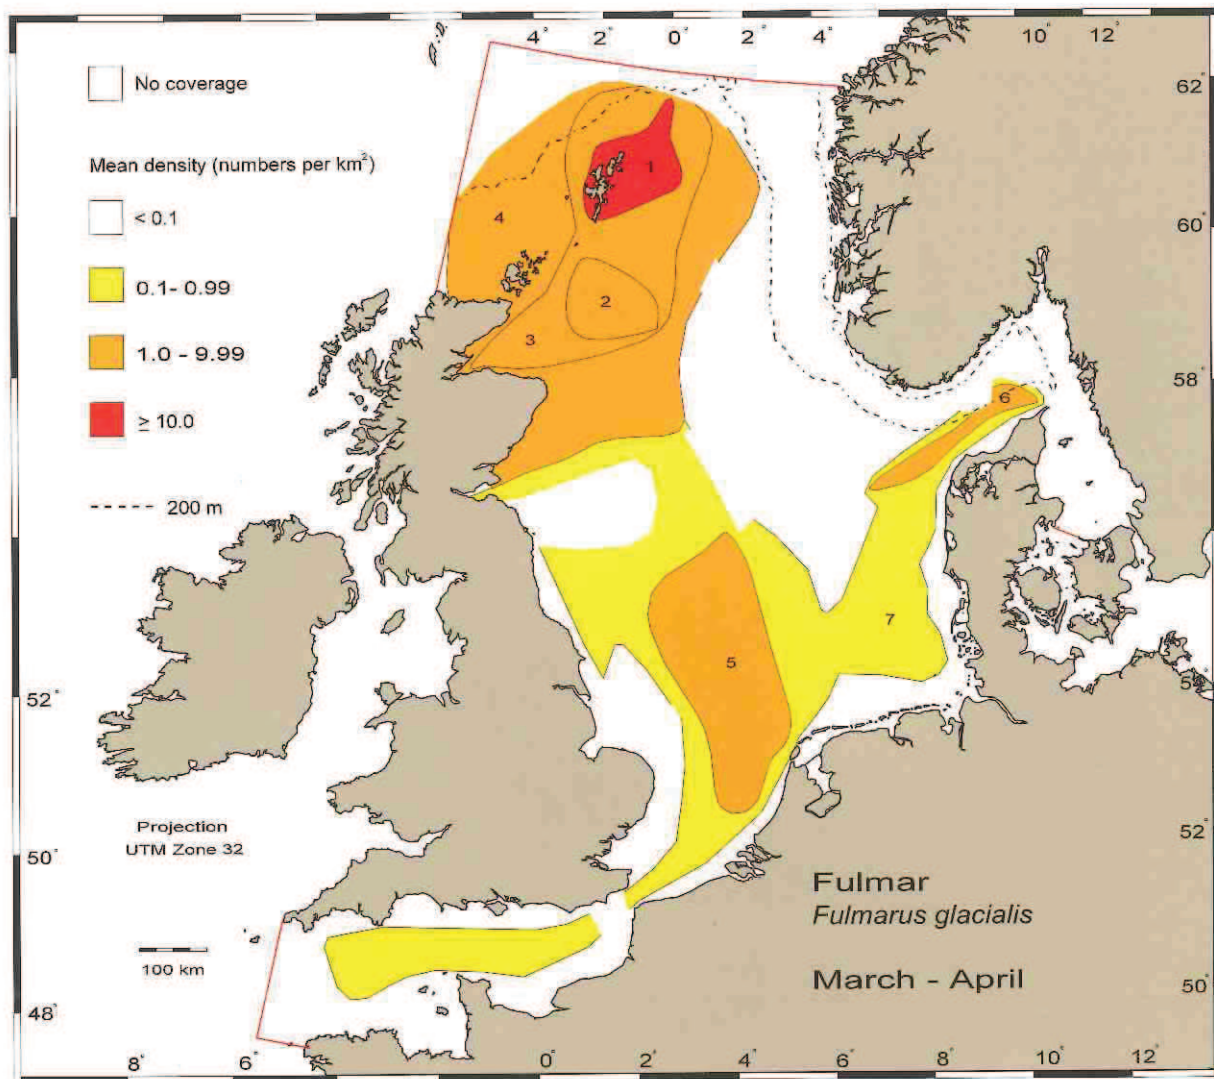 4° 2° 0° 2° 4° 10° 12°
No coverage
62°
Mean density (numbers per km²)
< 0.1
0.1- 0.99
1.0 - 9.99
≥ 10.0
200 m
1
4
60°
2
3
58°
6
7
5
52°
Projection
UTM Zone 32
52°
50°
Fulmar
Fulmarus glacialis
March - April
100 km
50°
48°
8° 6° 0° 2° 4° 6° 8° 10° 12°